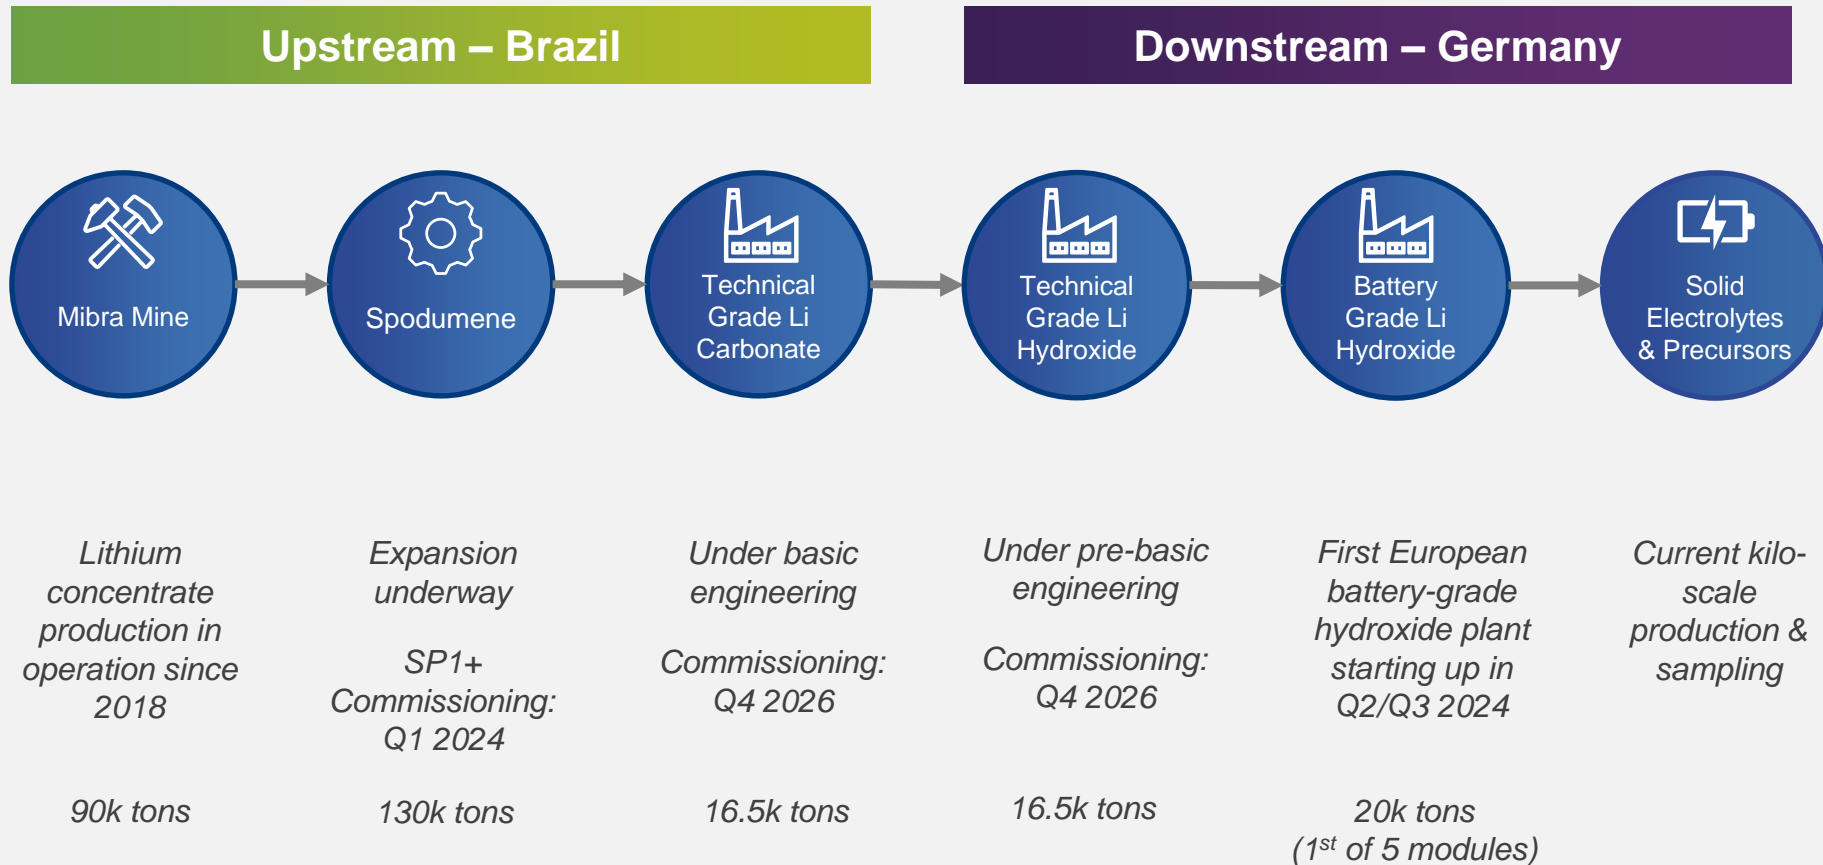 Upstream – Brazil
Downstream – Germany
Mibra Mine
Spodumene
Technical
Grade Li
Carbonate
Technical
Grade Li
Hydroxide
Battery
Grade Li
Hydroxide
Solid
Electrolytes
& Precursors
Lithium
concentrate
production in
operation since
2018
90k tons
Expansion
underway
SP1+
Commissioning:
Q1 2024
130k tons
Under basic
engineering
Commissioning:
Q4 2026
16.5k tons
Under pre-basic
engineering
Commissioning:
Q4 2026
16.5k tons
First European
battery-grade
hydroxide plant
starting up in
Q2/Q3 2024
20k tons
(1st of 5 modules)
Current kilo-
scale
production &
sampling